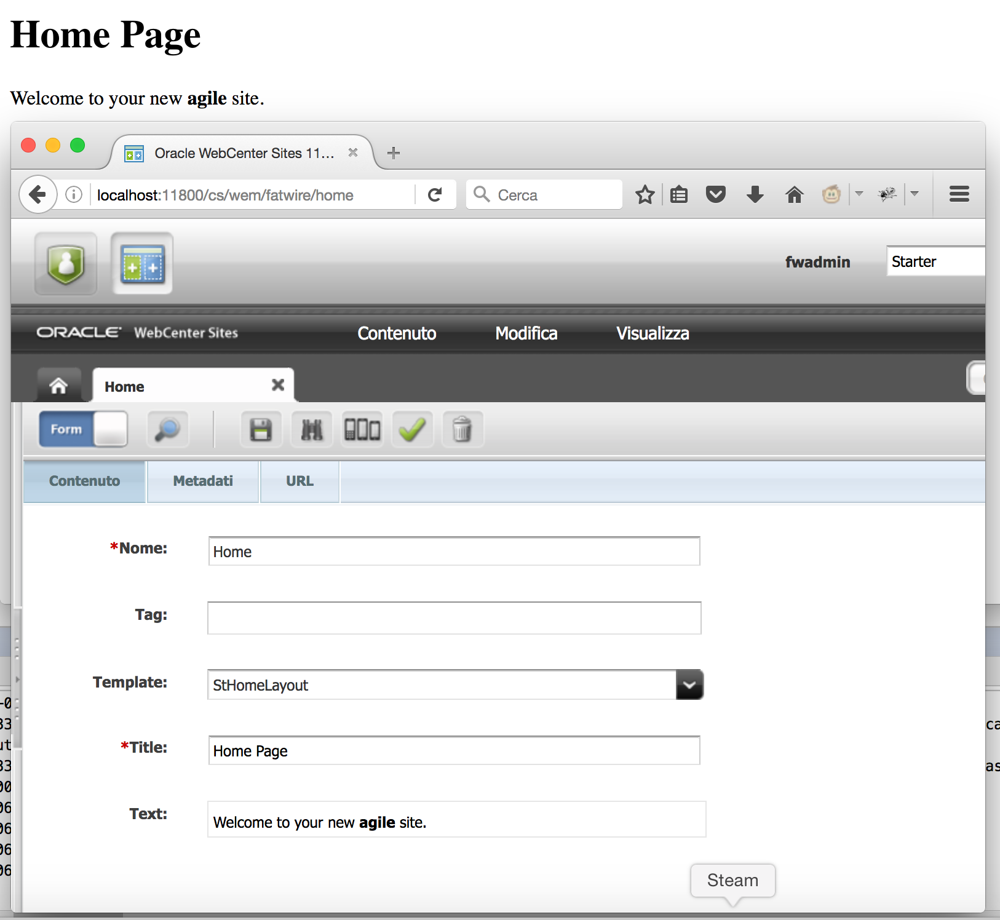 Home Page
Welcome to your new agile site.
Oracle WebCenter Sites 11...
localhost:11800/cs/wem/fatwire/home
Cerca
fwadmin
Starter
ORACLE WebCenter Sites
Contenuto
Modifica
Visualizza
Home
Form
Contenuto
Metadati
URL
*Nome:
Home
Tag:
Template:
StHomeLayout
*Title:
Home Page
Text:
Welcome to your new agile site.
Steam